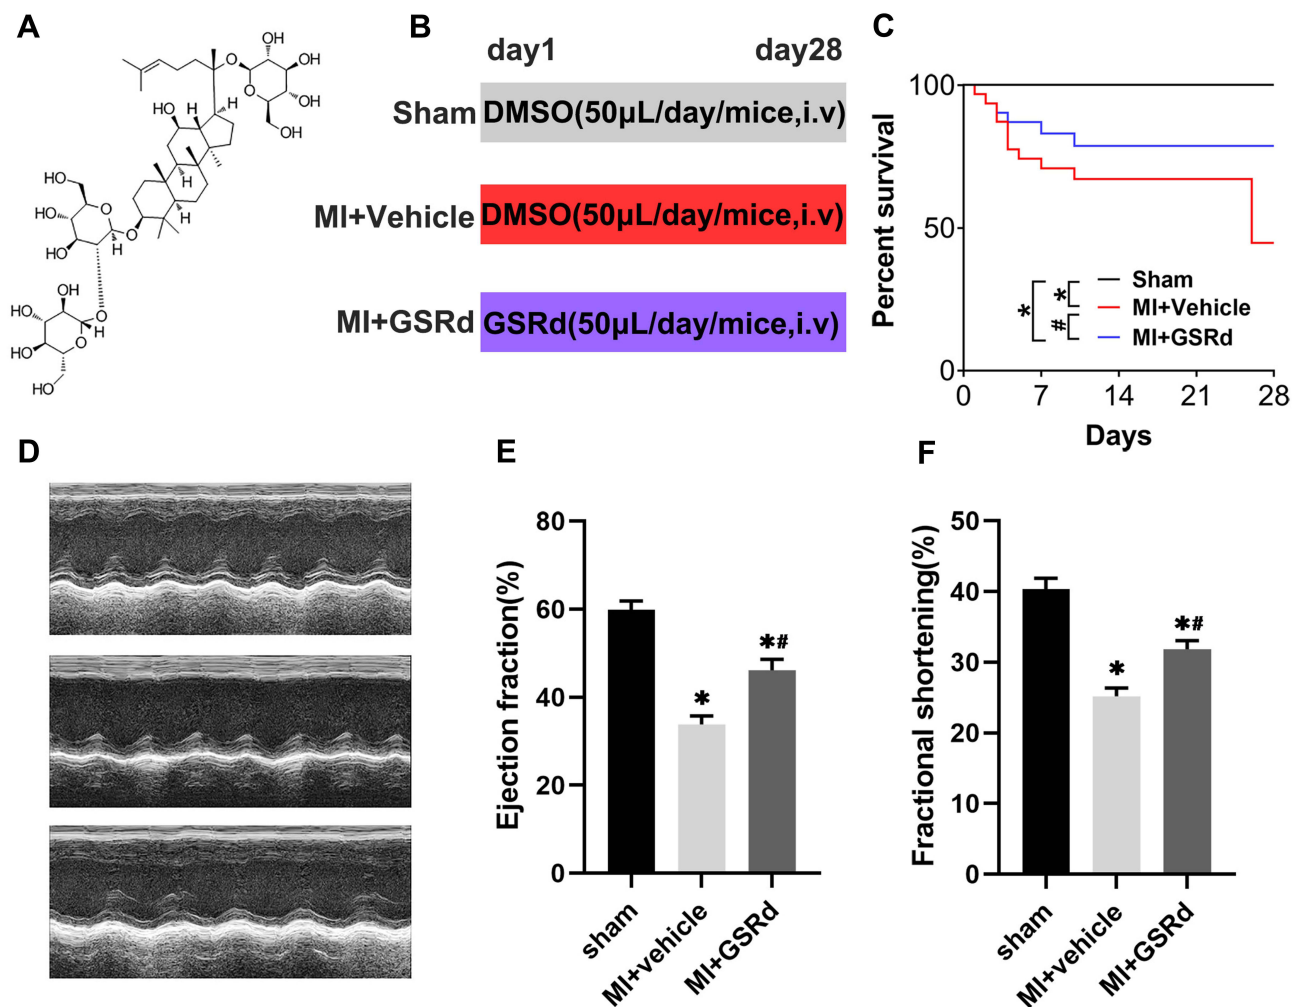 A
OH
OH
O
OH
O
OH
HO
H
H
H
H
HO
HO
O
HO
O
H
OH
HO
O
H
HO
O
HO
HO
B
day1 day28
Sham DMSO(50μL/day/mice,i.v)
MI+Vehicle DMSO(50μL/day/mice,i.v)
MI+GSRd GSRd(50μL/day/mice,i.v)
C
Percent survival
100
50
0
0 7 14 21 28
Days
* * Sham
# MI+Vehicle
MI+GSRd
D
E
Ejection fraction(%)
80
60
40
20
0
*
*#
sham
MI+vehicle
MI+GSRd
F
Fractional shortening(%)
50
40
30
20
10
0
*
*#
sham
MI+vehicle
MI+GSRd